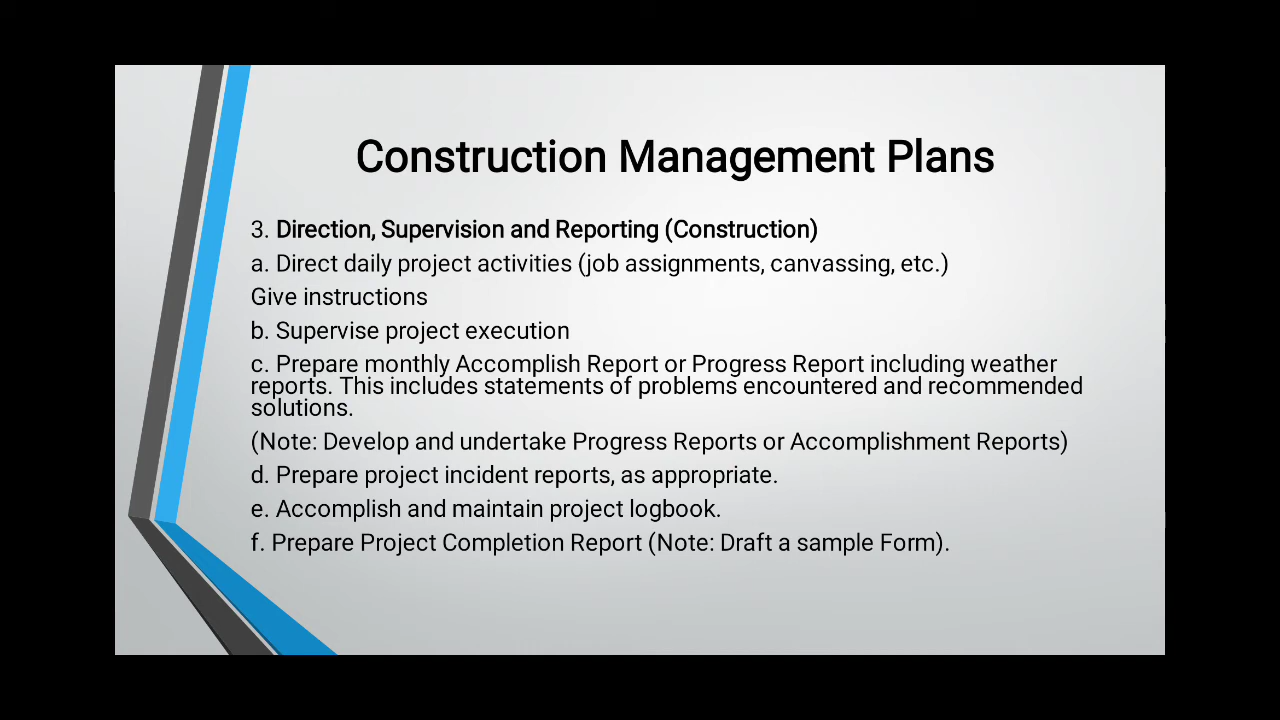 Construction Management Plans
3. Direction, Supervision and Reporting (Construction)
a. Direct daily project activities (job assignments, canvassing, etc.)
Give instructions
b. Supervise project execution
c. Prepare monthly Accomplish Report or Progress Report including weather
reports. This includes statements of problems encountered and recommended
solutions.
(Note: Develop and undertake Progress Reports or Accomplishment Reports)
d. Prepare project incident reports, as appropriate.
e. Accomplish and maintain project logbook.
f. Prepare Project Completion Report (Note: Draft a sample Form).